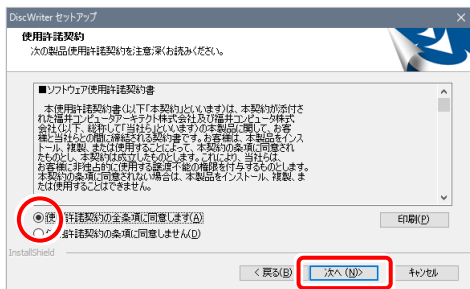 DiscWriter セットアップ
使用許諾契約
次の製品使用許諾契約を注意深くお読みください。
■ソフトウェア使用許諾契約書
本使用許諾契約書(以下「本契約」といいます)は、本契約が添付さ
れた福井コンピュータアーキテクト株式会社及び福井コンピュータ株式
会社(以下、総称して「当社ら」といいます)の本製品に関して、お客
様と当社らとの間に締結される契約書です。お客様は、本製品をインス
トール、複製、または使用することによって、本契約の条項に同意され
たものとし、本契約は成立したものとします。これにより、当社らは、
お客様に非独占的に使用する譲渡不能の権限を付与するものとします。
本契約の条項に同意されない場合は、本製品をインストール、複製、ま
たは使用することはできません。
使用許諾契約の全条項に同意します(A)
使用許諾契約の条項に同意しません(D)
印刷(P)
InstallShield
< 戻る(B)
次へ (N)>
キャンセル